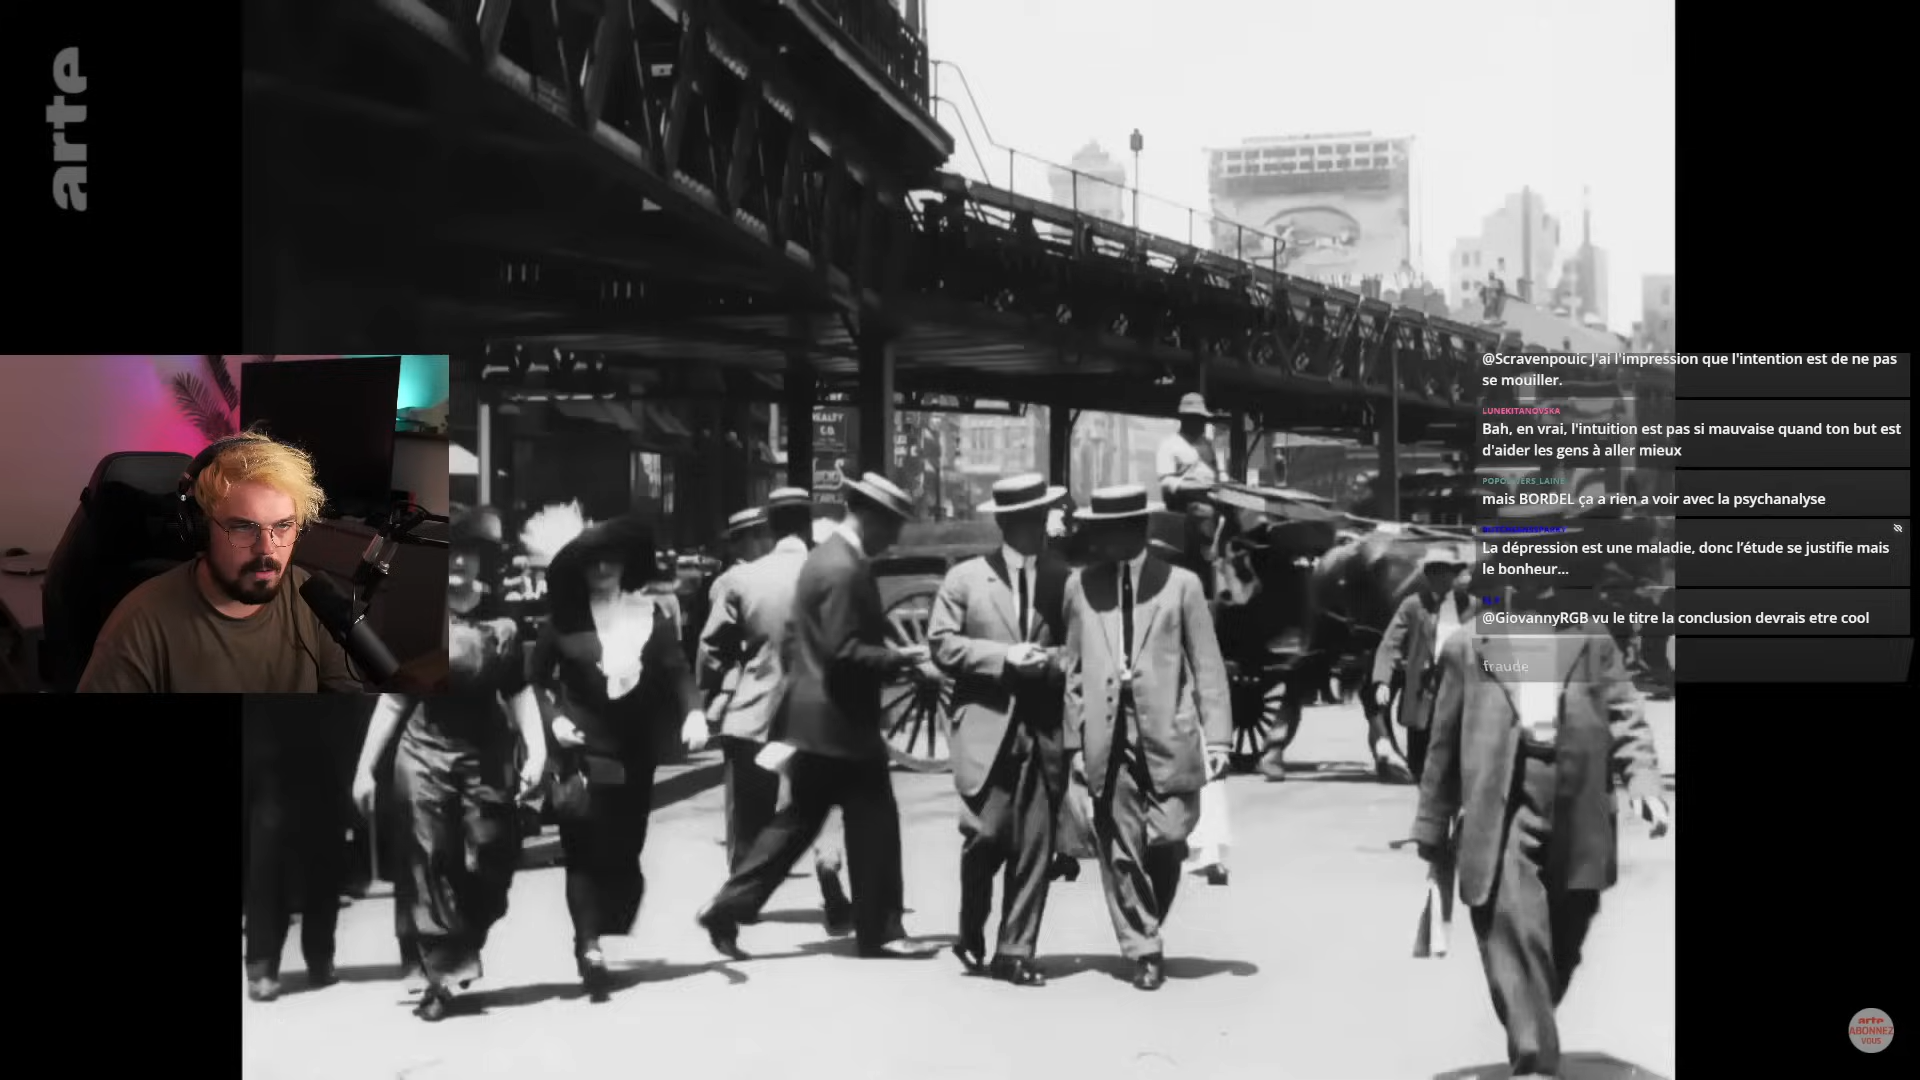 arte
REALTY
CO.
@Scravenpouic J'ai l'impression que l'intention est de ne pas
se mouiller.
LUNEKITANOVSKA
Bah, en vrai, l'intuition est pas si mauvaise quand ton but est
d'aider les gens à aller mieux
mais BORDEL ça a rien a voir avec la psychanalyse
La dépression est une maladie, donc l'étude se justifie mais
le bonheur...
@GiovannyRGB vu le titre la conclusion devrais etre cool
fraude
arte
ABONNEZ
VOUS